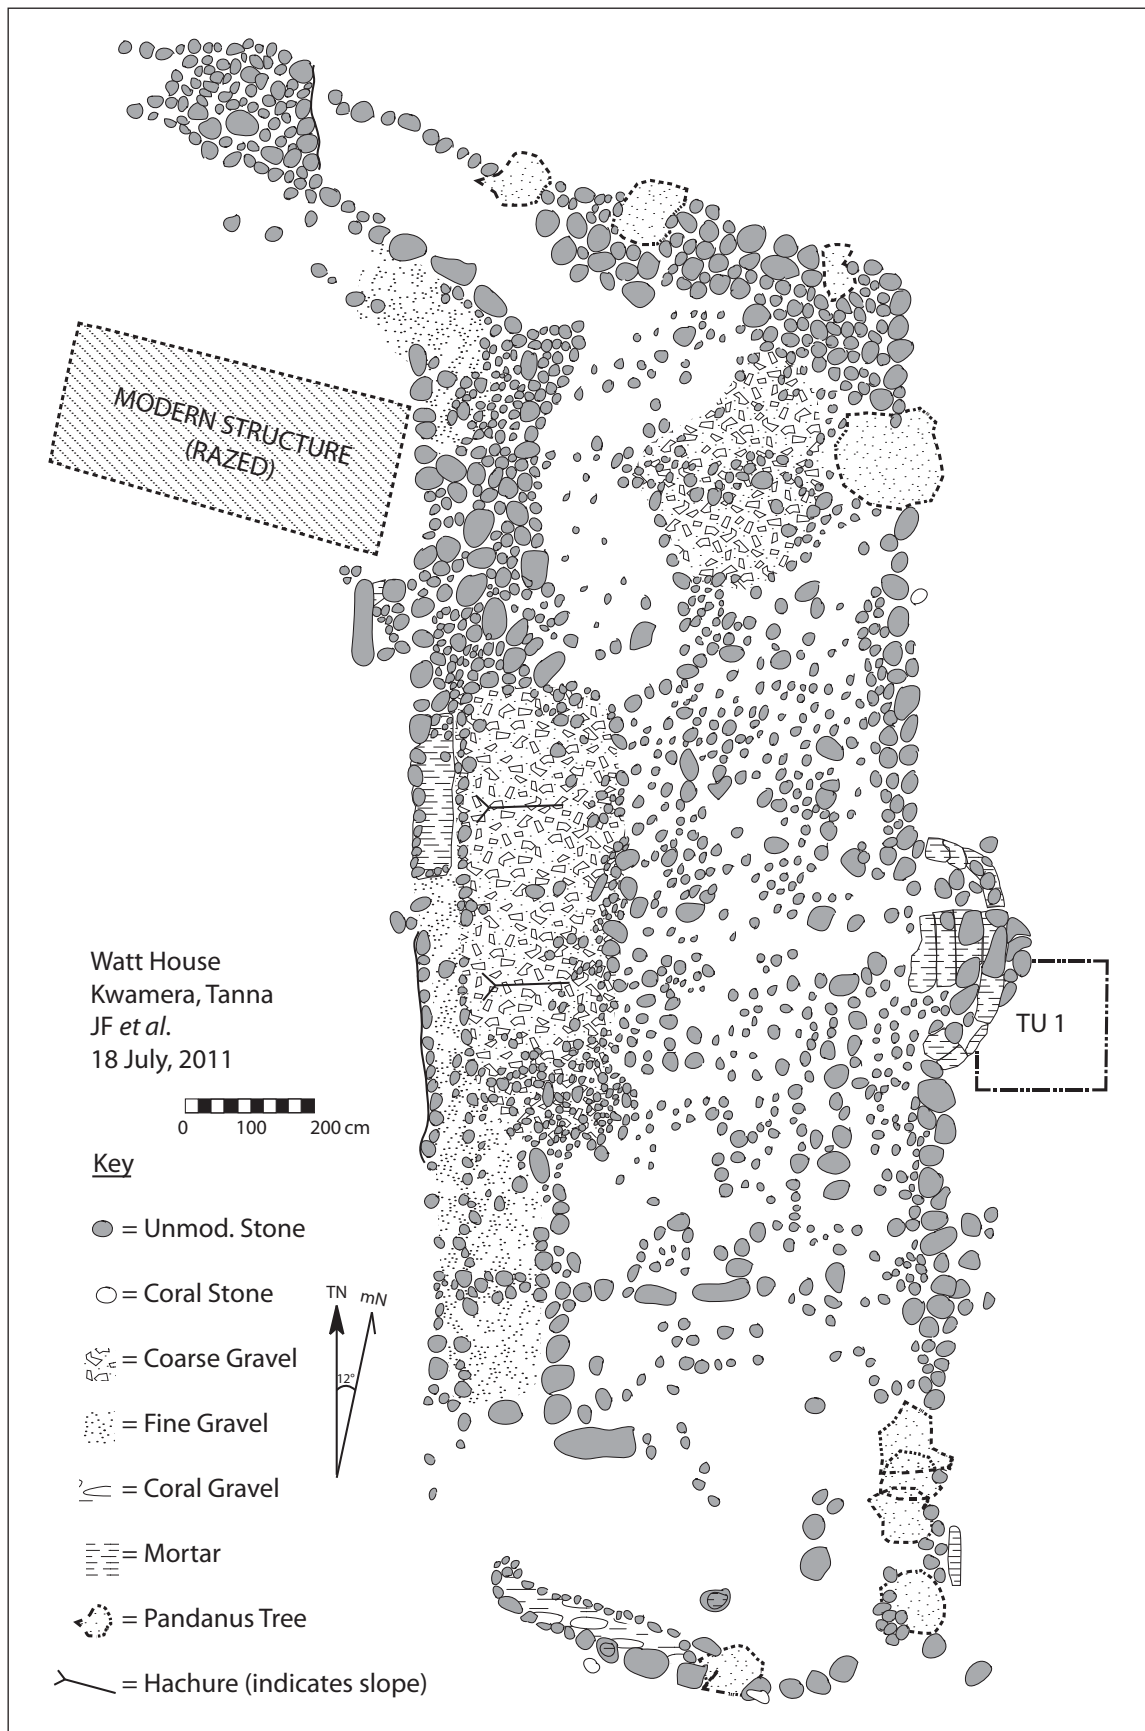 MODERN STRUCTURE
(RAZED)
Watt House
Kwamera, Tanna
JF et al.
18 July, 2011
0 100 200 cm
TU 1
Key
= Unmod. Stone
= Coral Stone
= Coarse Gravel
= Fine Gravel
= Coral Gravel
= Mortar
= Pandanus Tree
= Hachure (indicates slope)
TN mN
12°